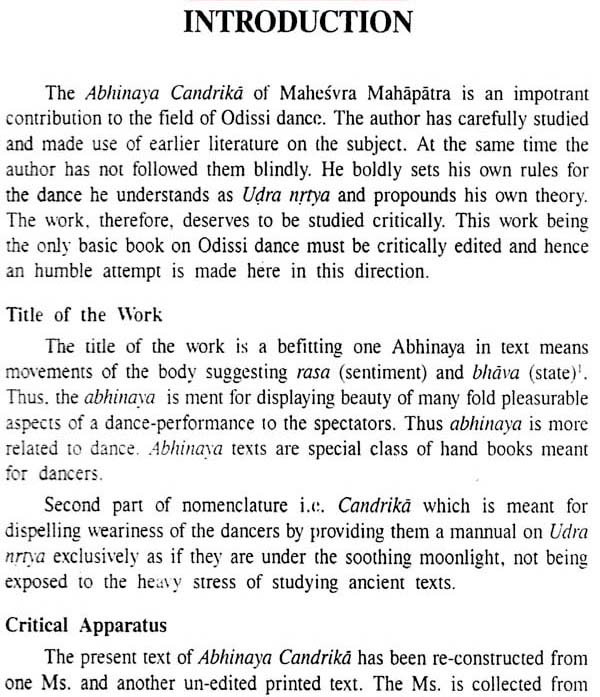 INTRODUCTION
The Abhinaya Candrikā of Maheśvra Mahāpātra is an impotrant
contribution to the field of Odissi dance. The author has carefully studied
and made use of earlier literature on the subject. At the same time the
author has not followed them blindly. He boldly sets his own rules for
the dance he understands as Uḍra nṛtya and propounds his own theory.
The work, therefore, deserves to be studied critically. This work being
the only basic book on Odissi dance must be critically edited and hence
an humble attempt is made here in this direction.
Title of the Work
The title of the work is a befitting one Abhinaya in text means
movements of the body suggesting rasa (sentiment) and bhāva (state)¹.
Thus, the abhinaya is ment for displaying beauty of many fold pleasurable
aspects of a dance-performance to the spectators. Thus abhinaya is more
related to dance. Abhinaya texts are special class of hand books meant
for dancers.
Second part of nomenclature i.e. Candrikā which is meant for
dispelling weariness of the dancers by providing them a mannual on Udra
nrtya exclusively as if they are under the soothing moonlight, not being
exposed to the heavy stress of studying ancient texts.
Critical Apparatus
The present text of Abhinaya Candrikā has been re-constructed from
one Ms. and another un-edited printed text. The Ms. is collected from